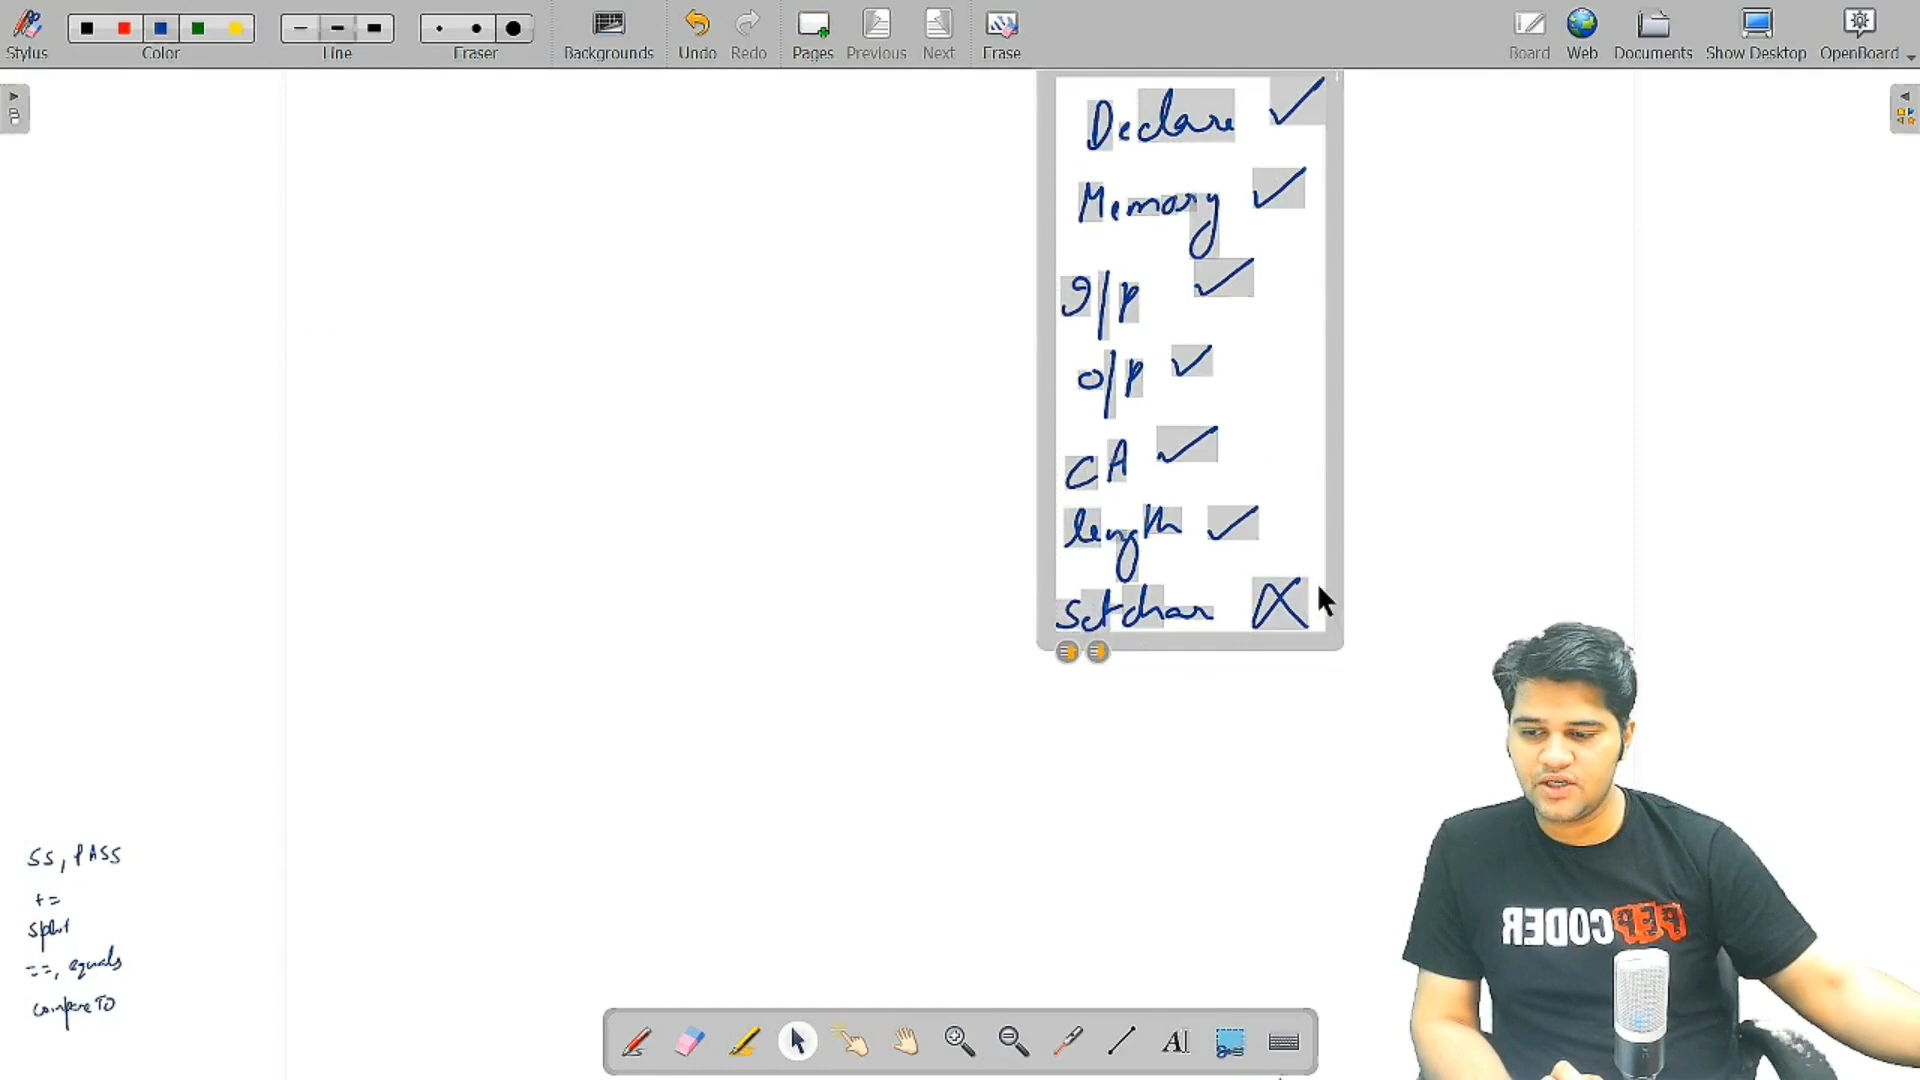 Stylus
Color
Line
Eraser
Backgrounds
Undo
Redo
Pages
Previous
Next
Erase
Board
Web
Documents
Show Desktop
OpenBoard
Declare ✓
Memory ✓
I/P ✓
O/P ✓
CA ✓
length ✓
setchar X
SS, PASS
+=
split
==, equals
compareTo
PEPCODER